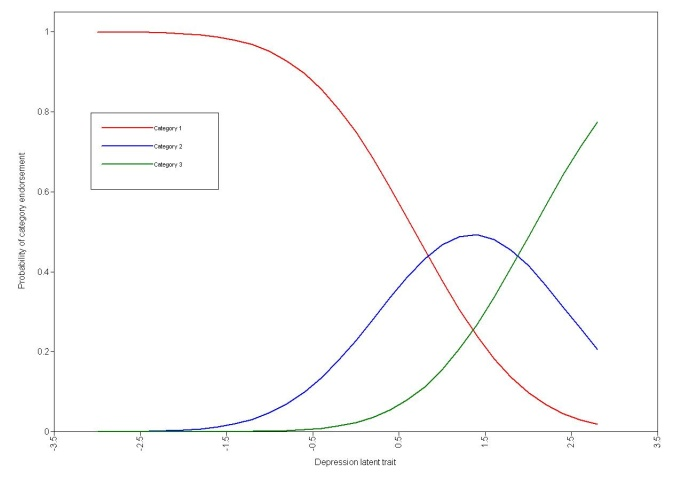 1
0.8
0.6
0.4
0.2
0
Probability of category endorsement
Category 1
Category 2
Category 3
-3.5
-2.5
-1.5
-0.5
0.5
1.5
2.5
3.5
Depression latent trait